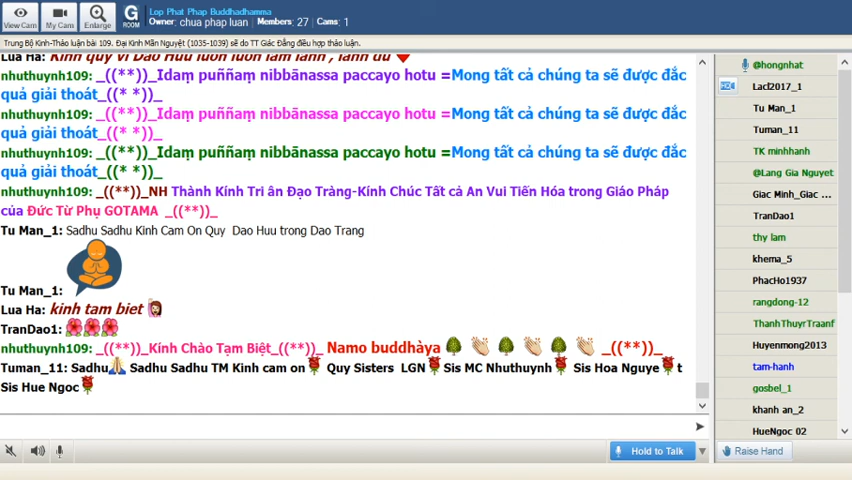 View Cam
My Cam
Enlarge
G
ROOM
Lop Phat Phap Buddhadhamma
Owner: chua phap luan Members: 27 Cams: 1
Trung Bộ Kinh-Thảo luận bài 109. Đại Kinh Mãn Nguyệt (1035-1039) sẽ do TT Giác Đẳng điều hợp thảo luận.
Lua Ha: Kinh quy vi Dao Huu luon luon lam lanh , lanh du
nhuthuynh109: _((**))_Idaṃ puññaṃ nibbānassa paccayo hotu =Mong tất cả chúng ta sẽ được đắc
quả giải thoát_((* *)_
nhuthuynh109: _((**))_Idaṃ puññaṃ nibbānassa paccayo hotu =Mong tất cả chúng ta sẽ được đắc
quả giải thoát_((* *)_
nhuthuynh109: _((**))_Idaṃ puññaṃ nibbānassa paccayo hotu =Mong tất cả chúng ta sẽ được đắc
quả giải thoát_((* *)_
nhuthuynh109: _((**))_NH Thành Kính Tri ân Đạo Tràng-Kính Chúc Tất cả An Vui Tiến Hóa trong Giáo Pháp
của Đức Từ Phụ GOTAMA _((**))_
Tu Man_1: Sadhu Sadhu Kinh Cam On Quy Dao Huu trong Dao Trang
Tu Man_1:
Lua Ha: kinh tam biet
TranDao1:
nhuthuynh109: _((**))_Kính Chào Tạm Biệt_((**))_ Namo buddhàya _((**))_
Tuman_11: Sadhu Sadhu Sadhu TM Kinh cam on Quy Sisters LGN Sis MC Nhuthuynh Sis Hoa Nguye t
Sis Hue Ngoc
@hongnhat
Lacl2017_1
Tu Man_1
Tuman_11
TK minhhanh
@Lang Gia Nguyet
Giac Minh_Giac ...
TranDao1
thy lam
khema_5
PhacHo1937
rangdong-12
ThanhThuyrTraanf
Huyenmong2013
tam-hanh
gosbel_1
khanh an_2
HueNgoc 02
Hold to Talk
Raise Hand